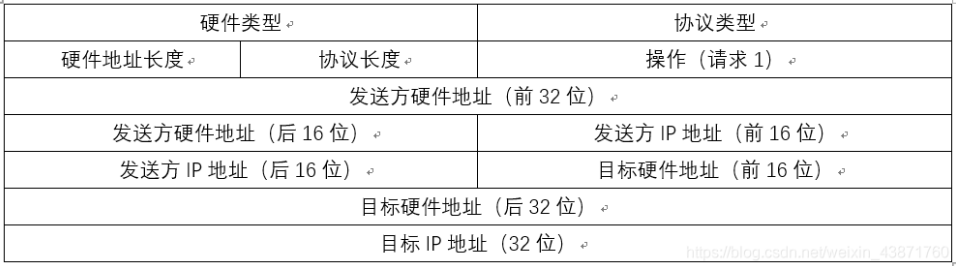 硬件类型 协议类型
硬件地址长度 协议长度 操作（请求 1）
发送方硬件地址（前 32 位）
发送方硬件地址（后 16 位） 发送方 IP 地址（前 16 位）
发送方 IP 地址（后 16 位） 目标硬件地址（前 16 位）
目标硬件地址（后 32 位）
目标 IP 地址（32 位）
https://blog.csdn.net/weixin_43871760